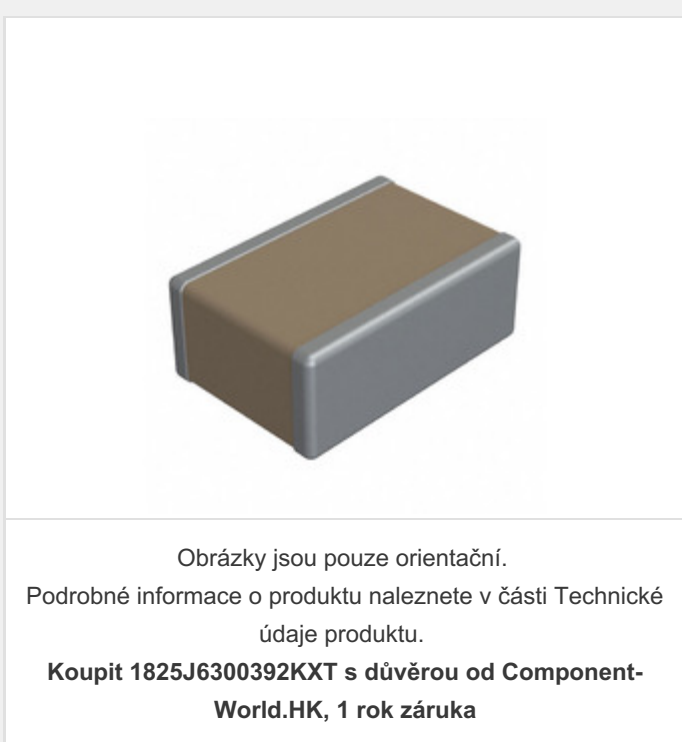 Obrázky jsou pouze orientační.
Podrobné informace o produktu naleznete v části Technické
údaje produktu.
Koupit 1825J6300392KXT s důvěrou od Component-
World.HK, 1 rok záruka